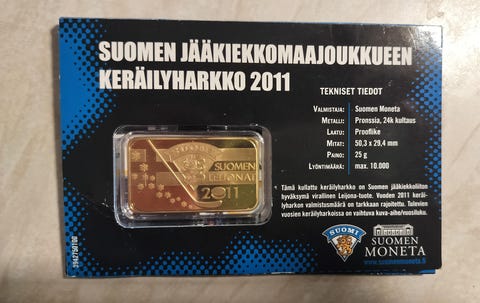 SUOMEN JÄÄKIEKKOMAAJOUKKUEEN
KERÄILYHARKKO 2011
TEKNISET TIEDOT
VALMISTAJA: Suomen Moneta
METALLI: Pronssia, 24k kultaus
LAATU: Prooflike
MITAT: 50,3 x 29,4 mm
PAINO: 25 g
LYÖNTIMÄÄRÄ: max. 10.000
SUOMEN
LEIJONAT
2011
* Tämä kullattu keräilyharkko on Suomen jääkiekkoliiton
hyväksymä virallinen Leijona-tuote. Vuoden 2011 keräi-
lyharkon valmistusmäärä on tarkkaan rajoitettu. Tulevien
vuosien keräilyharkoissa on vaihtuva kuva-aihe/vuosiluku.
SUOMI
SUOMEN
MONETA
www.suomenmoneta.fi